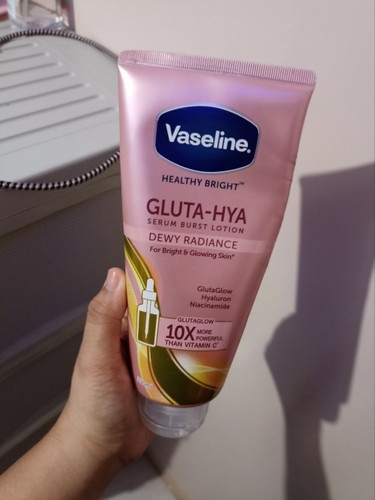 Vaseline.
HEALTHY BRIGHT™
GLUTA-HYA
SERUM BURST LOTION
DEWY RADIANCE
For Bright & Glowing Skin*
GlutaGlow
Hyaluron
Niacinamide
GLUTAGLOW
10X MORE POWERFUL
THAN VITAMIN C^